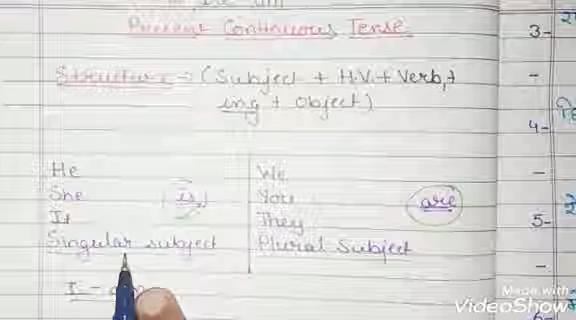 Present Continuous Tense
Structure → (Subject + H.V. + Verb₁ +
ing + Object)
He We
She is You are
It They
Singular subject Plural Subject
I -
3-
4-
5-
6-
Made with
VideoShow